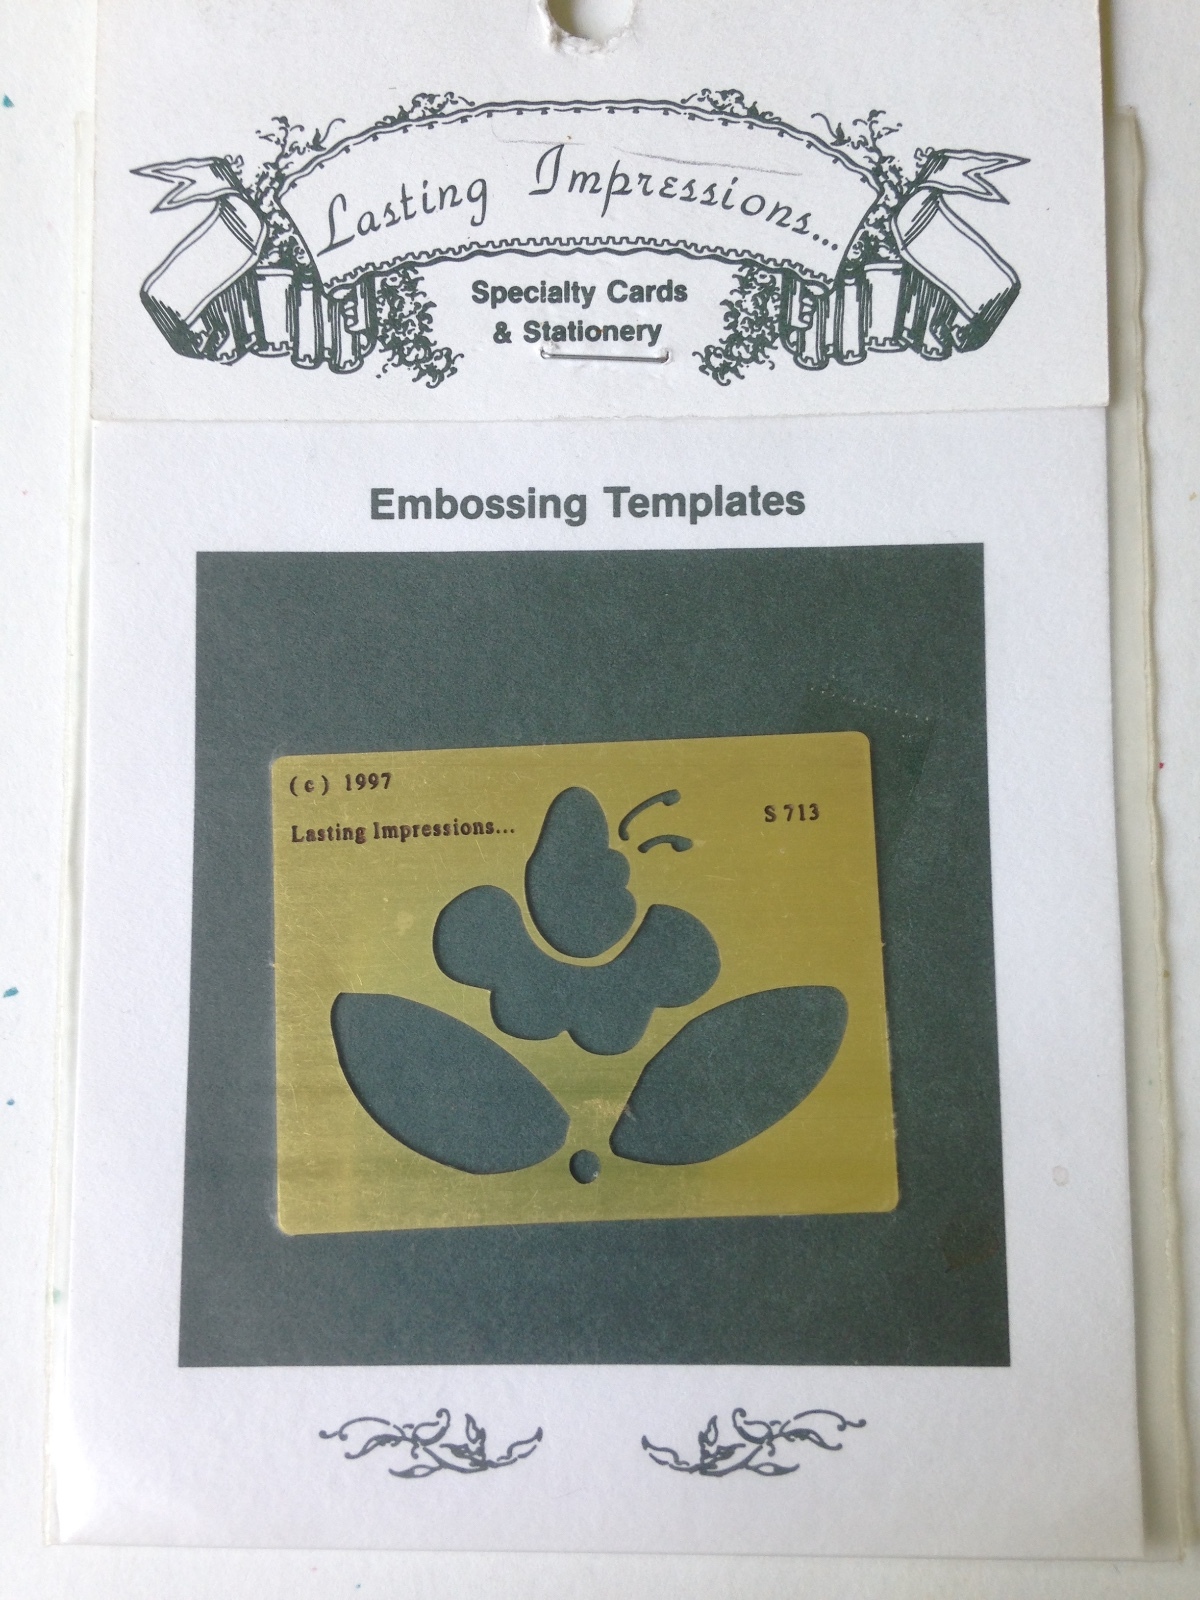 Lasting Impressions...
Specialty Cards
& Stationery
Embossing Templates
(c) 1997
Lasting Impressions...
S 713